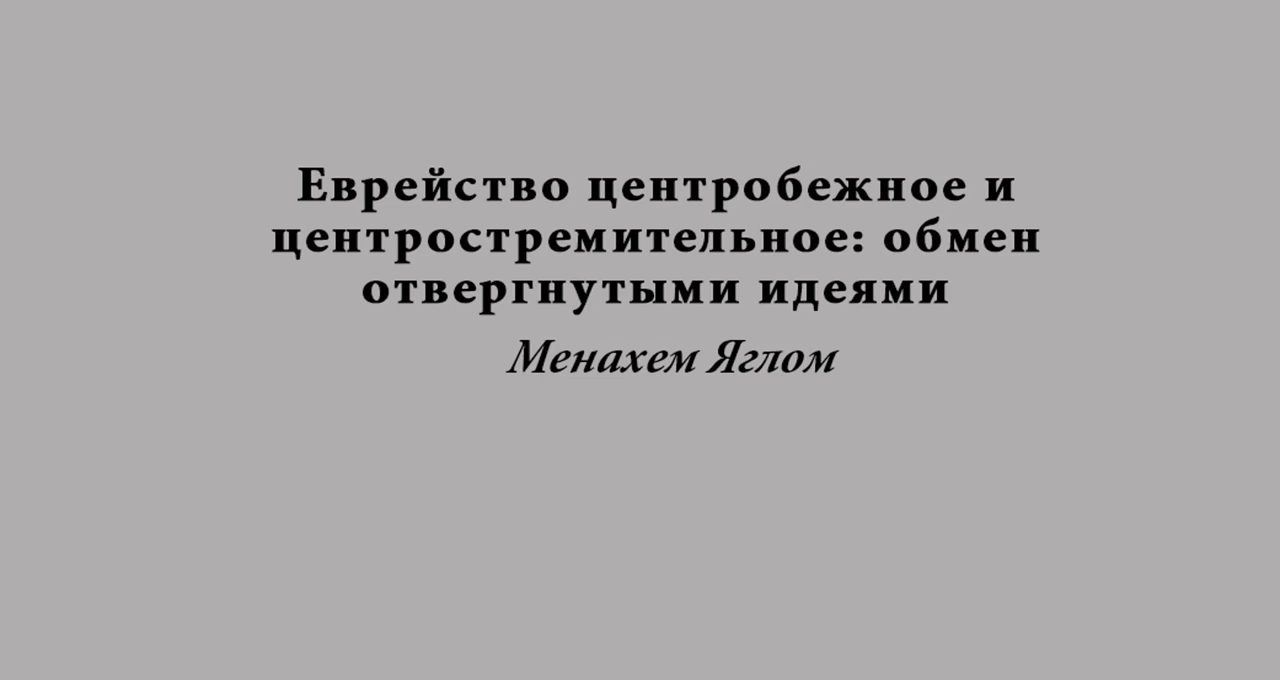 Еврейство центробежное и
центростремительное: обмен
отвергнутыми идеями
Менахем Яглом